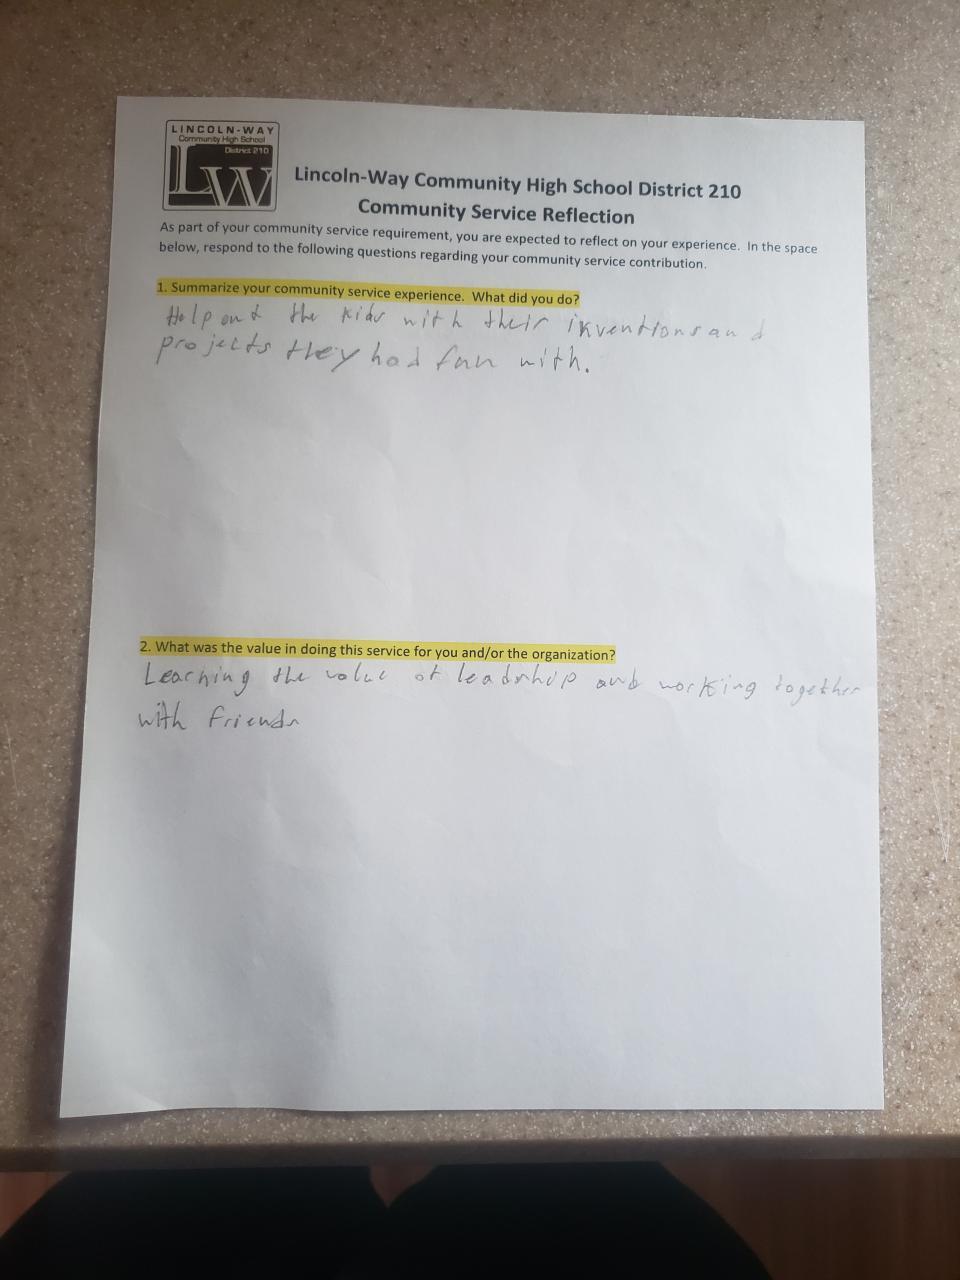 LINCOLN-WAY
Community High School
District 210
LW
Lincoln-Way Community High School District 210
Community Service Reflection
As part of your community service requirement, you are expected to reflect on your experience. In the space
below, respond to the following questions regarding your community service contribution.
1. Summarize your community service experience. What did you do?
Help out the kids with their inventions and
projects they had fun with.
2. What was the value in doing this service for you and/or the organization?
Learning the value of leadrship and working together
with friends